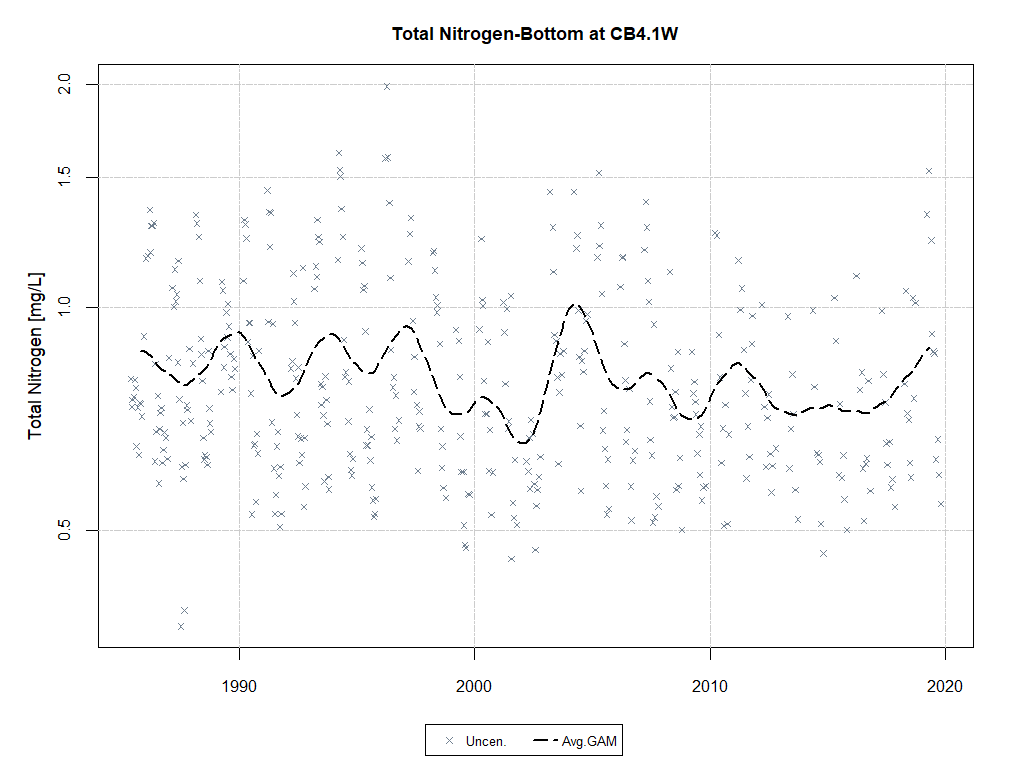 Total Nitrogen-Bottom at CB4.1W
Total Nitrogen [mg/L]
2.0
1.5
1.0
0.5
1990 2000 2010 2020
Uncen. Avg.GAM